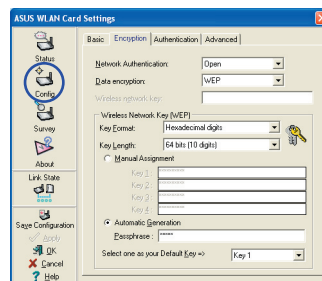 ASUS WLAN Card Settings
Status
Config
Survey
About
Link State
Save Configuration
Apply
OK
Cancel
Help
Basic Encryption Authentication Advanced
Network Authentication: Open
Data encryption: WEP
Wireless network key:
Wireless Network Key (WEP)
Key Format: Hexadecimal digits
Key Length: 64 bits (10 digits)
Manual Assignment
Key 1: **********
Key 2: **********
Key 3: **********
Key 4: **********
Automatic Generation
Passphrase: *****
Select one as your Default Key => Key 1